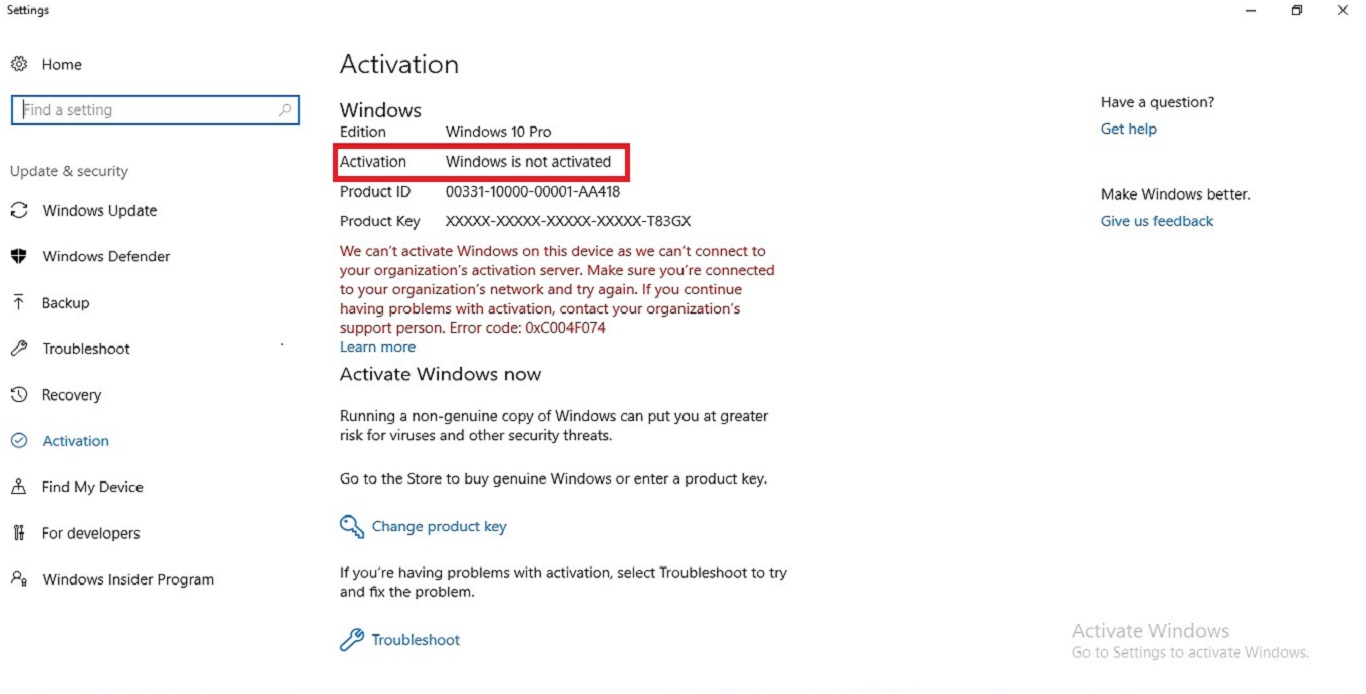 Settings
Home
Find a setting
Update & security
Windows Update
Windows Defender
Backup
Troubleshoot
Recovery
Activation
Find My Device
For developers
Windows Insider Program
Activation
Windows
Edition Windows 10 Pro
Activation Windows is not activated
Product ID 00331-10000-00001-AA418
Product Key XXXXX-XXXXX-XXXXX-XXXXX-T83GX
We can't activate Windows on this device as we can't connect to
your organization's activation server. Make sure you're connected
to your organization's network and try again. If you continue
having problems with activation, contact your organization's
support person. Error code: 0xC004F074
Learn more
Activate Windows now
Running a non-genuine copy of Windows can put you at greater
risk for viruses and other security threats.
Go to the Store to buy genuine Windows or enter a product key.
Change product key
If you're having problems with activation, select Troubleshoot to try
and fix the problem.
Troubleshoot
Have a question?
Get help
Make Windows better.
Give us feedback
Activate Windows
Go to Settings to activate Windows.